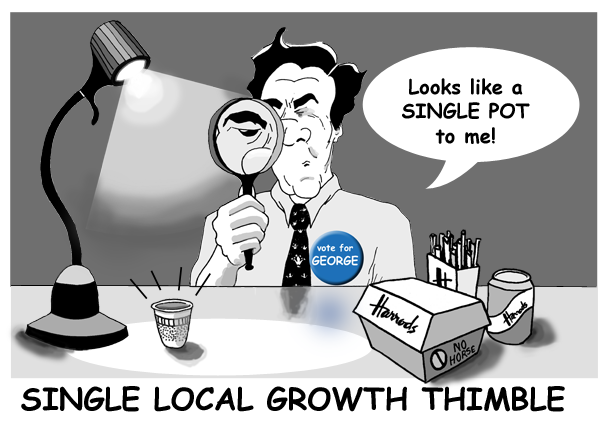 Looks like a
SINGLE POT
to me!
vote for
GEORGE
H
Harrods
Harrods
NO
HORSE
SINGLE LOCAL GROWTH THIMBLE